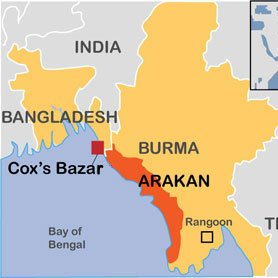 INDIA
BANGLADESH
BURMA
Cox's Bazar
ARAKAN
Rangoon
Bay of
Bengal